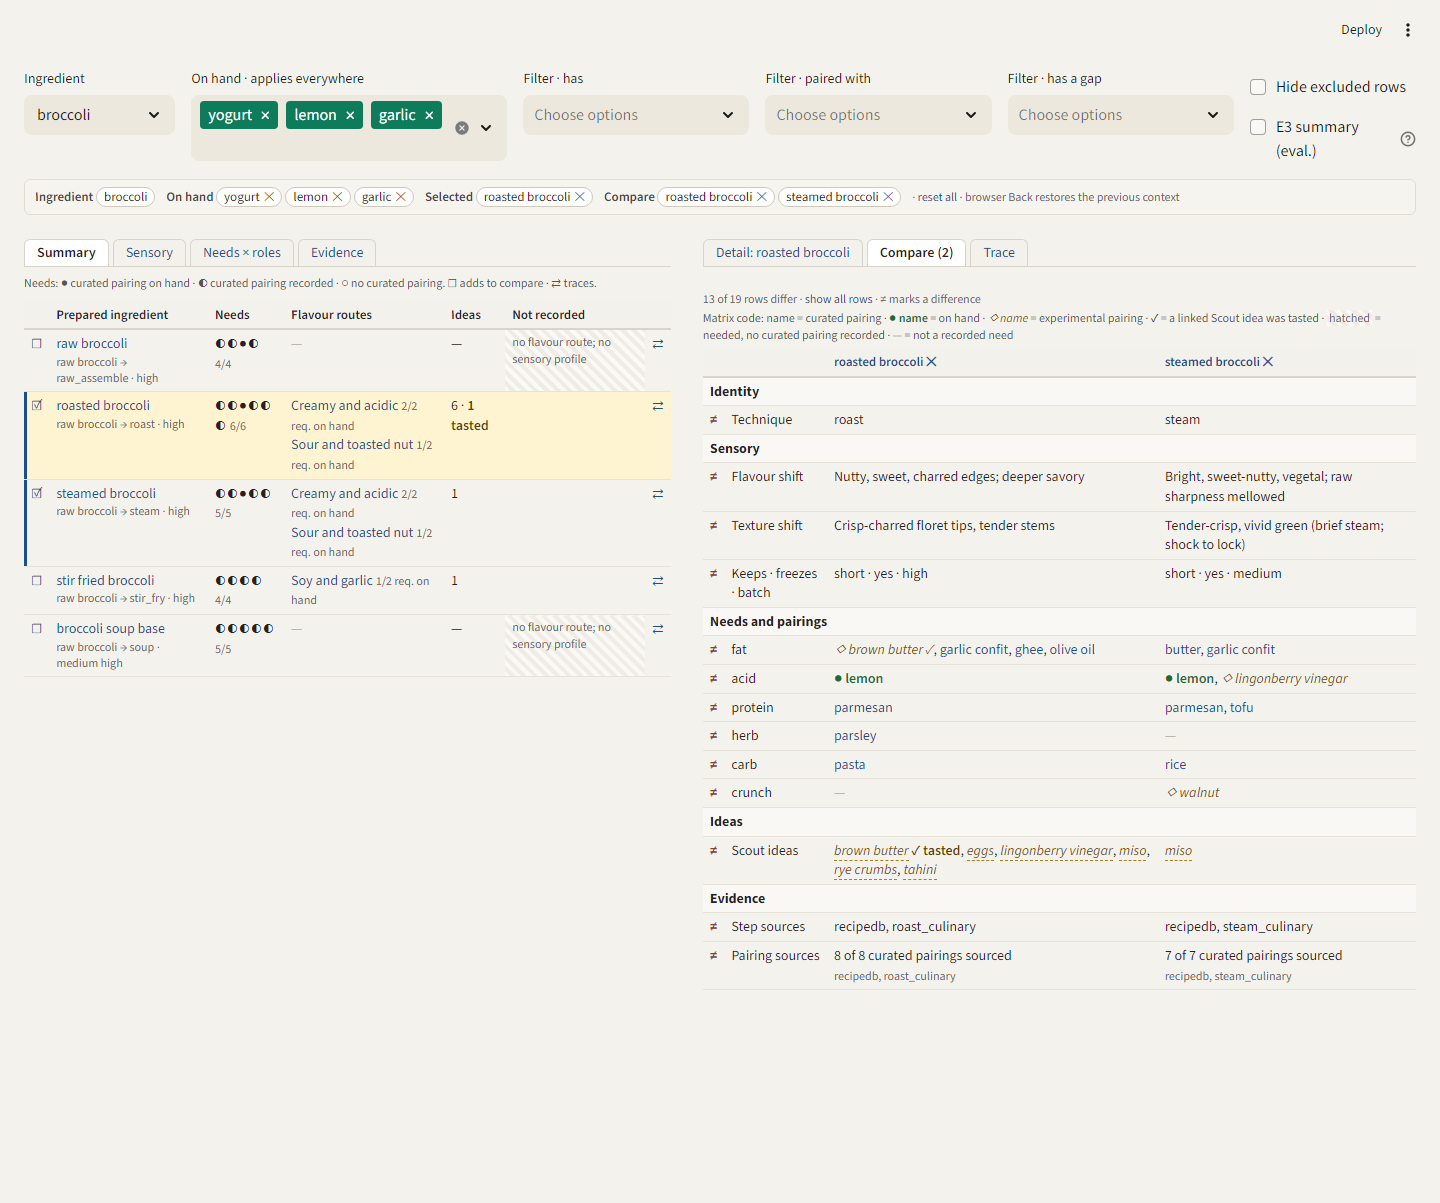 Deploy
Ingredient
On hand · applies everywhere
Filter · has
Filter · paired with
Filter · has a gap
broccoli
yogurt × lemon × garlic ×
Choose options
Choose options
Choose options
Hide excluded rows
E3 summary
(eval.)
Ingredient broccoli On hand yogurt × lemon × garlic × Selected roasted broccoli × Compare roasted broccoli × steamed broccoli × · reset all · browser Back restores the previous context
Summary
Sensory
Needs × roles
Evidence
Needs: ● curated pairing on hand · ◐ curated pairing recorded · ○ no curated pairing. ☐ adds to compare · ⇄ traces.
Prepared ingredient Needs Flavour routes Ideas Not recorded
☐ raw broccoli ◐◐●◐ — — no flavour route; no ⇄
raw broccoli → 4/4 sensory profile
raw_assemble · high
☑ roasted broccoli ◐◐●◐◐ Creamy and acidic 2/2 6 · 1 ⇄
raw broccoli → roast · high ◐ 6/6 req. on hand tasted
Sour and toasted nut 1/2
req. on hand
☑ steamed broccoli ◐◐●◐◐ Creamy and acidic 2/2 1 ⇄
raw broccoli → steam · high 5/5 req. on hand
Sour and toasted nut 1/2
req. on hand
☐ stir fried broccoli ◐◐◐◐ Soy and garlic 1/2 req. on 1 ⇄
raw broccoli → stir_fry · high 4/4 hand
☐ broccoli soup base ◐◐◐◐◐ — — no flavour route; no ⇄
raw broccoli → soup · 5/5 sensory profile
medium high
Detail: roasted broccoli
Compare (2)
Trace
13 of 19 rows differ · show all rows · ≠ marks a difference
Matrix code: name = curated pairing · ● name = on hand · ◇ name = experimental pairing · ✓ = a linked Scout idea was tasted · hatched =
needed, no curated pairing recorded · — = not a recorded need
roasted broccoli × steamed broccoli ×
Identity
≠ Technique roast steam
Sensory
≠ Flavour shift Nutty, sweet, charred edges; deeper savory Bright, sweet-nutty, vegetal; raw
sharpness mellowed
≠ Texture shift Crisp-charred floret tips, tender stems Tender-crisp, vivid green (brief steam;
shock to lock)
≠ Keeps · freezes short · yes · high short · yes · medium
· batch
Needs and pairings
≠ fat ◇ brown butter ✓, garlic confit, ghee, olive oil butter, garlic confit
≠ acid ● lemon ● lemon, ◇ lingonberry vinegar
≠ protein parmesan parmesan, tofu
≠ herb parsley —
≠ carb pasta rice
≠ crunch — ◇ walnut
Ideas
≠ Scout ideas brown butter ✓ tasted, eggs, lingonberry vinegar, miso, miso
rye crumbs, tahini
Evidence
≠ Step sources recipedb, roast_culinary recipedb, steam_culinary
≠ Pairing sources 8 of 8 curated pairings sourced 7 of 7 curated pairings sourced
recipedb, roast_culinary recipedb, steam_culinary